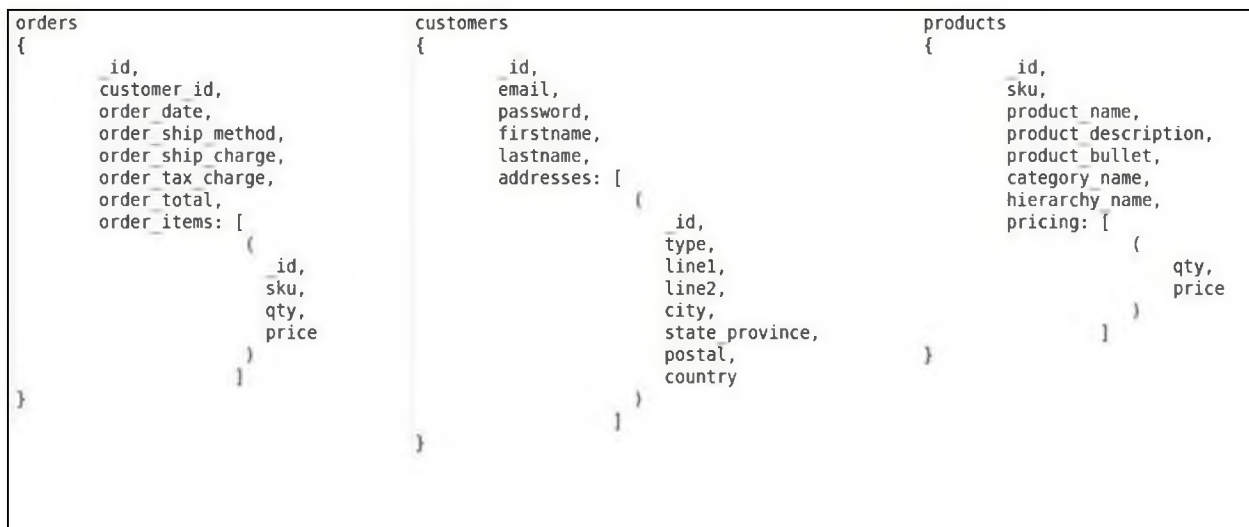 orders
{
_id,
customer_id,
order_date,
order_ship_method,
order_ship_charge,
order_tax_charge,
order_total,
order_items: [
(
_id,
sku,
qty,
price
)
]
}
customers
{
_id,
email,
password,
firstname,
lastname,
addresses: [
(
_id,
type,
line1,
line2,
city,
state_province,
postal,
country
)
]
}
products
{
_id,
sku,
product_name,
product_description,
product_bullet,
category_name,
hierarchy_name,
pricing: [
(
qty,
price
)
]
}